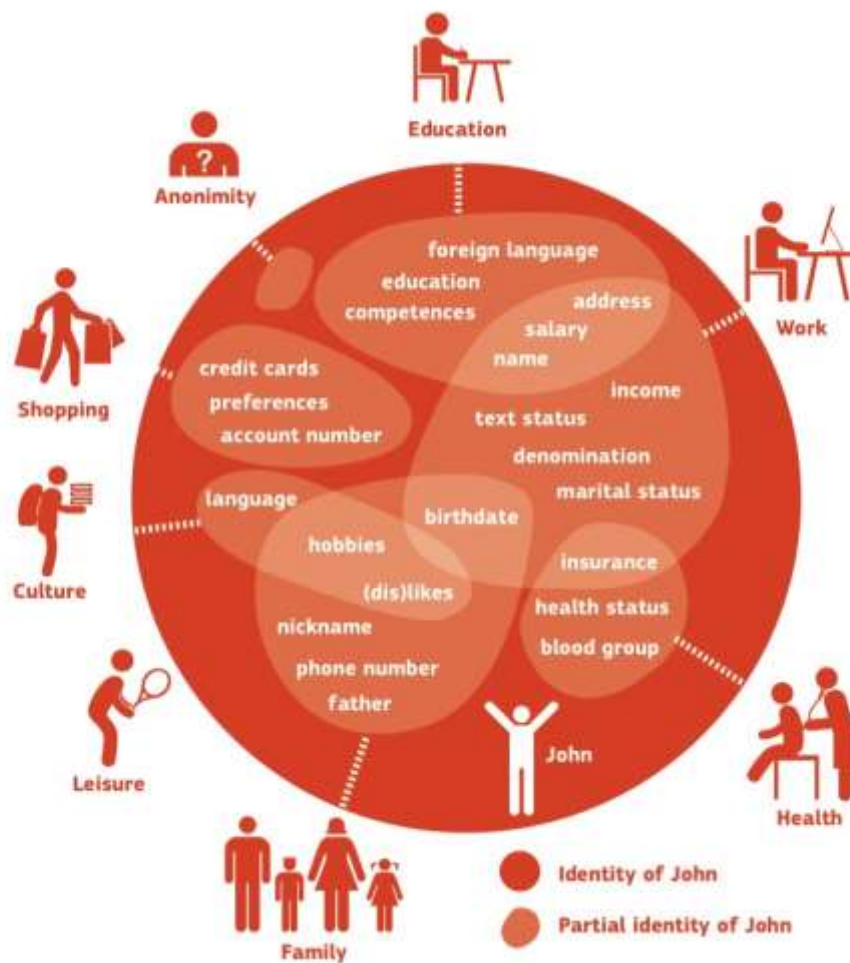 Education
?
Anonimity
foreign language
education
address
competences
salary
Work
name
credit cards
income
preferences
Shopping
text status
account number
denomination
marital status
language
birthdate
hobbies
insurance
Culture
(dis)likes
health status
nickname
blood group
phone number
father
John
Leisure
Health
Identity of John
Partial identity of John
Family